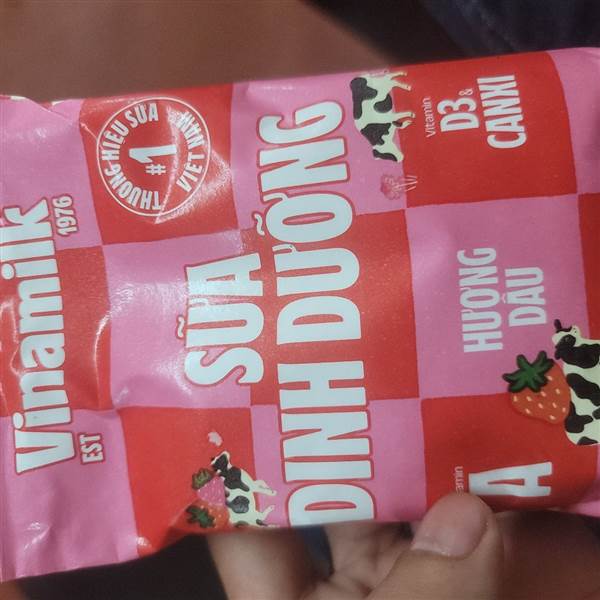 Vinamilk
EST 1976
THƯƠNG HIỆU SỮA
#1
VIỆT NAM
SỮA
DINH DƯỠNG
Vitamin
D3 &
CANXI
HƯƠNG
DÂU
A